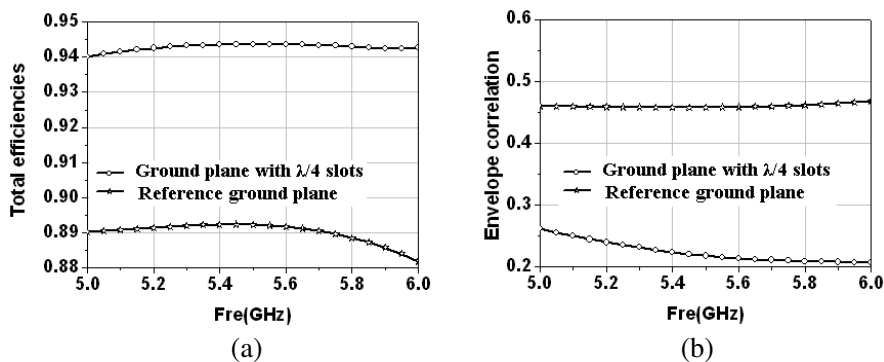 0.95
0.94
0.93
0.92
0.91
0.90
0.89
0.88
Total efficiencies
Ground plane with λ/4 slots
Reference ground plane
5.0 5.2 5.4 5.6 5.8 6.0
Fre(GHz)
(a)
0.6
0.5
0.4
0.3
0.2
Envelope correlation
Ground plane with λ/4 slots
Reference ground plane
5.0 5.2 5.4 5.6 5.8 6.0
Fre(GHz)
(b)